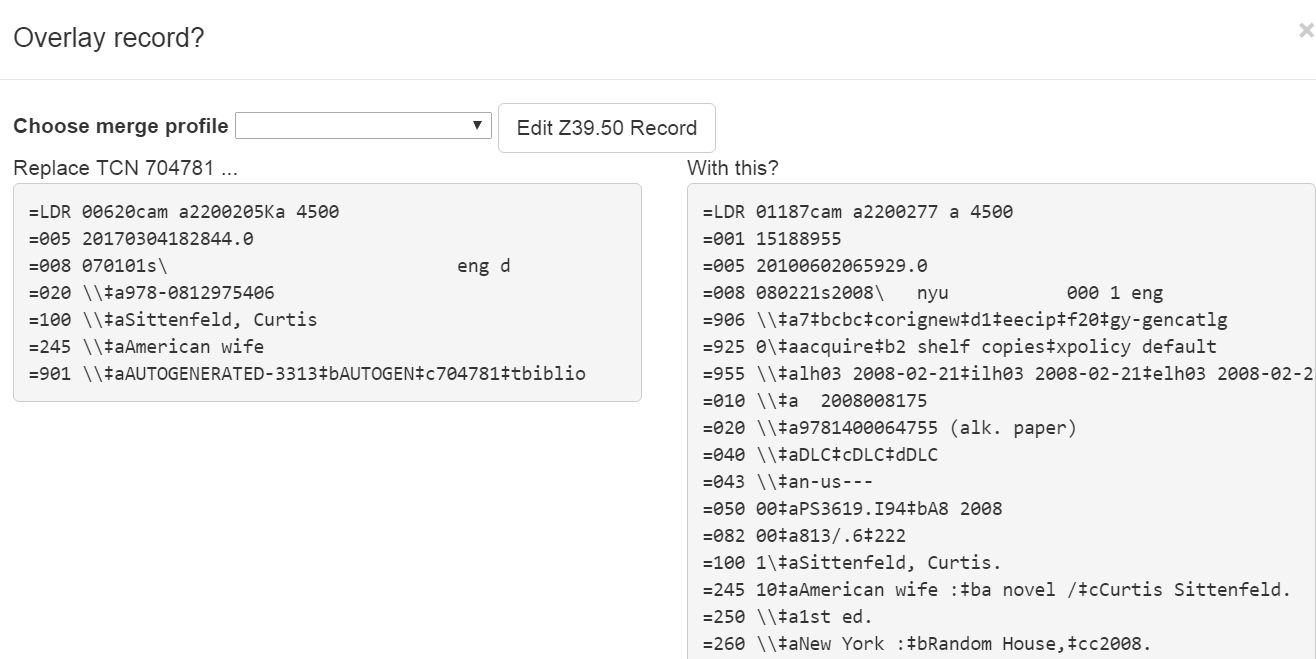 Overlay record?
×
Choose merge profile ▼ Edit Z39.50 Record
Replace TCN 704781 ...
=LDR 00620cam a2200205Ka 4500
=005 20170304182844.0
=008 070101s\                           eng d
=020 \\‡a978-0812975406
=100 \\‡aSittenfeld, Curtis
=245 \\‡aAmerican wife
=901 \\‡aAUTOGENERATED-3313‡bAUTOGEN‡c704781‡tbiblio
With this?
=LDR 01187cam a2200277 a 4500
=001 15188955
=005 20100602065929.0
=008 080221s2008\   nyu           000 1 eng
=906 \\‡a7‡bcbc‡corignew‡d1‡eecip‡f20‡gy-gencatlg
=925 0\‡aacquire‡b2 shelf copies‡xpolicy default
=955 \\‡alh03 2008-02-21‡ilh03 2008-02-21‡elh03 2008-02-2
=010 \\‡a  2008008175
=020 \\‡a9781400064755 (alk. paper)
=040 \\‡aDLC‡cDLC‡dDLC
=043 \\‡an-us---
=050 00‡aPS3619.I94‡bA8 2008
=082 00‡a813/.6‡222
=100 1\‡aSittenfeld, Curtis.
=245 10‡aAmerican wife :‡ba novel /‡cCurtis Sittenfeld.
=250 \\‡a1st ed.
=260 \\‡aNew York :‡bRandom House,‡cc2008.